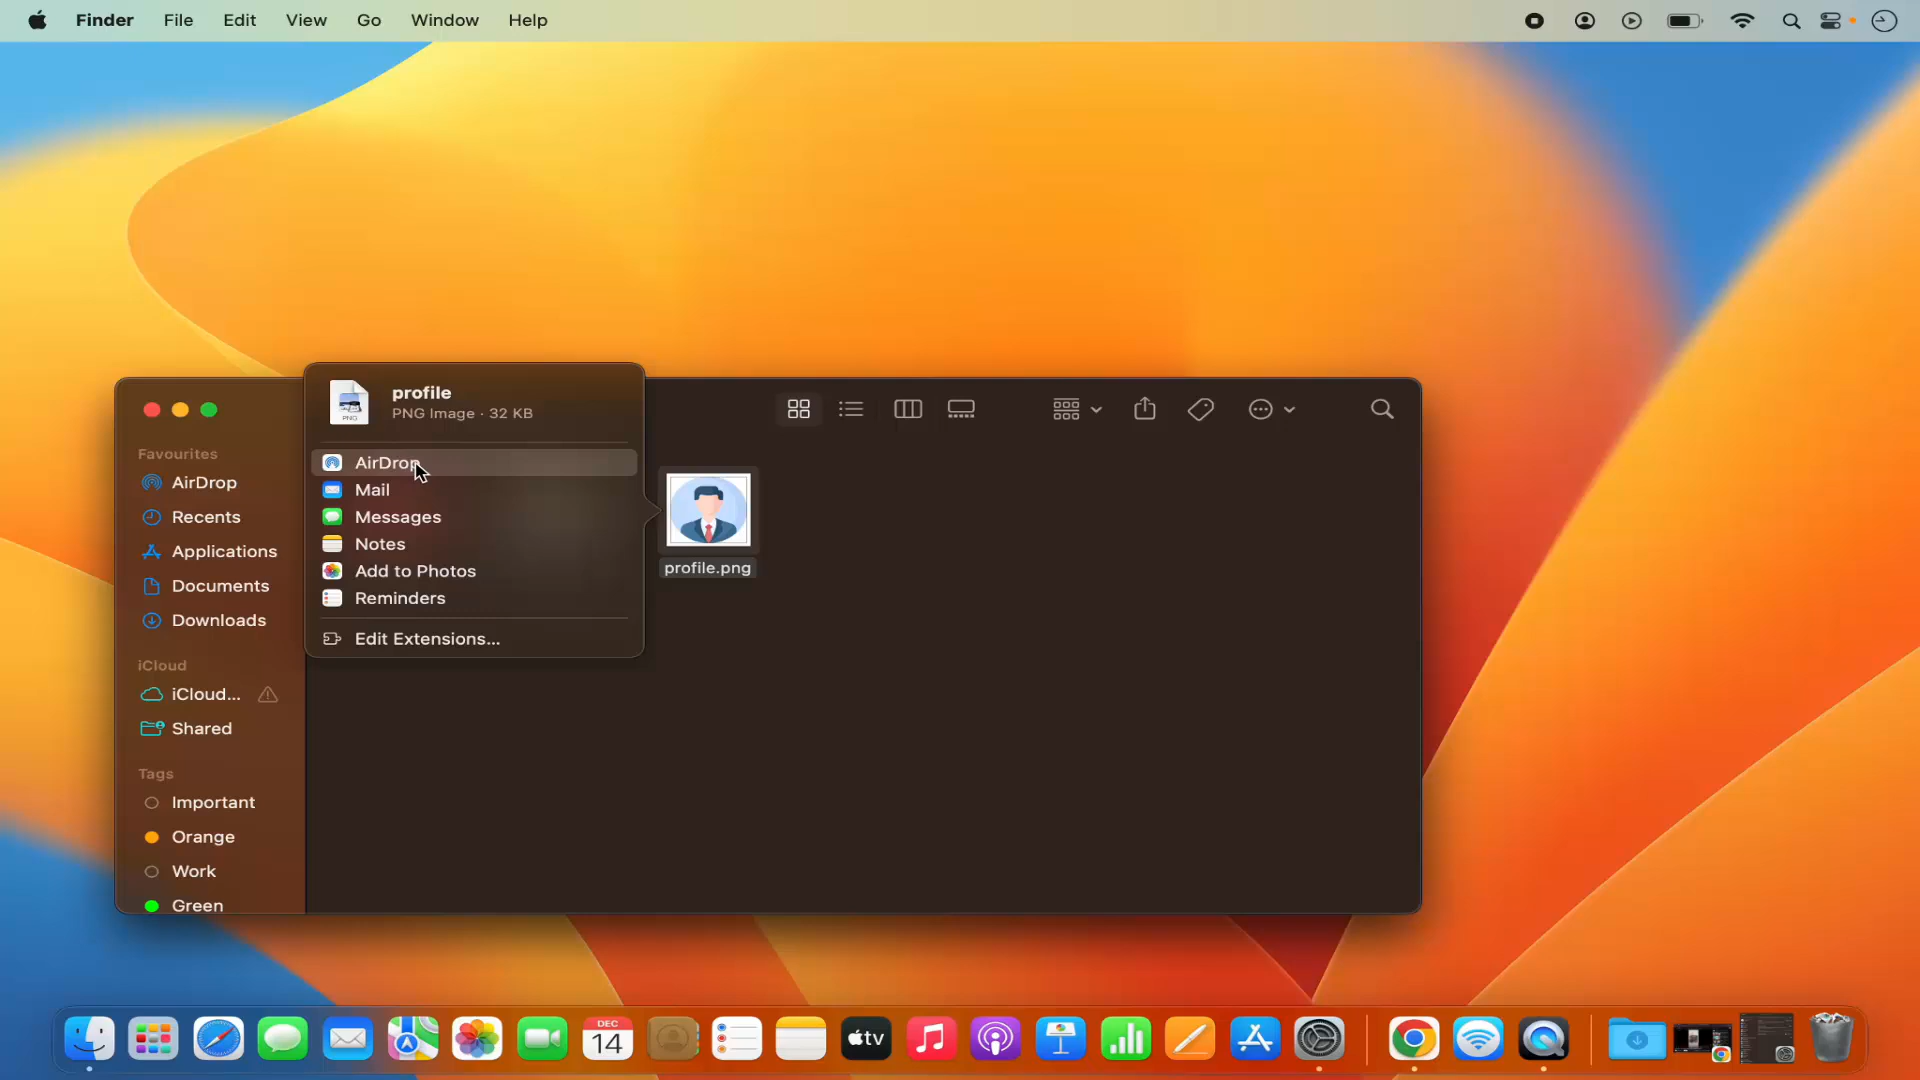 Finder File Edit View Go Window Help
profile
PNG Image · 32 KB
PNG
AirDrop
Mail
Messages
Notes
Add to Photos
Reminders
Edit Extensions...
Favourites
AirDrop
Recents
Applications
Documents
Downloads
iCloud
iCloud...
Shared
Tags
Important
Orange
Work
Green
profile.png
DEC
14
tv